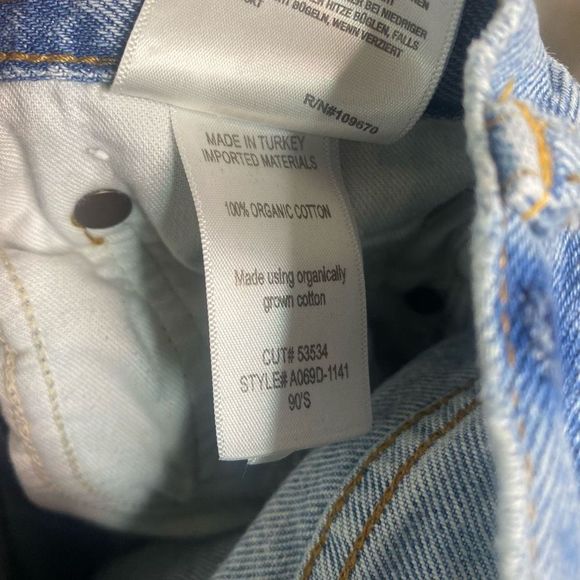 BEI NIEDRIGER
HITZE BÜGELN, FALLS
BÜGELN, WENN VERZIERT
R/N#109670
MADE IN TURKEY
IMPORTED MATERIALS
100% ORGANIC COTTON
Made using organically
grown cotton
CUT# 53534
STYLE# A069D-1141
90'S